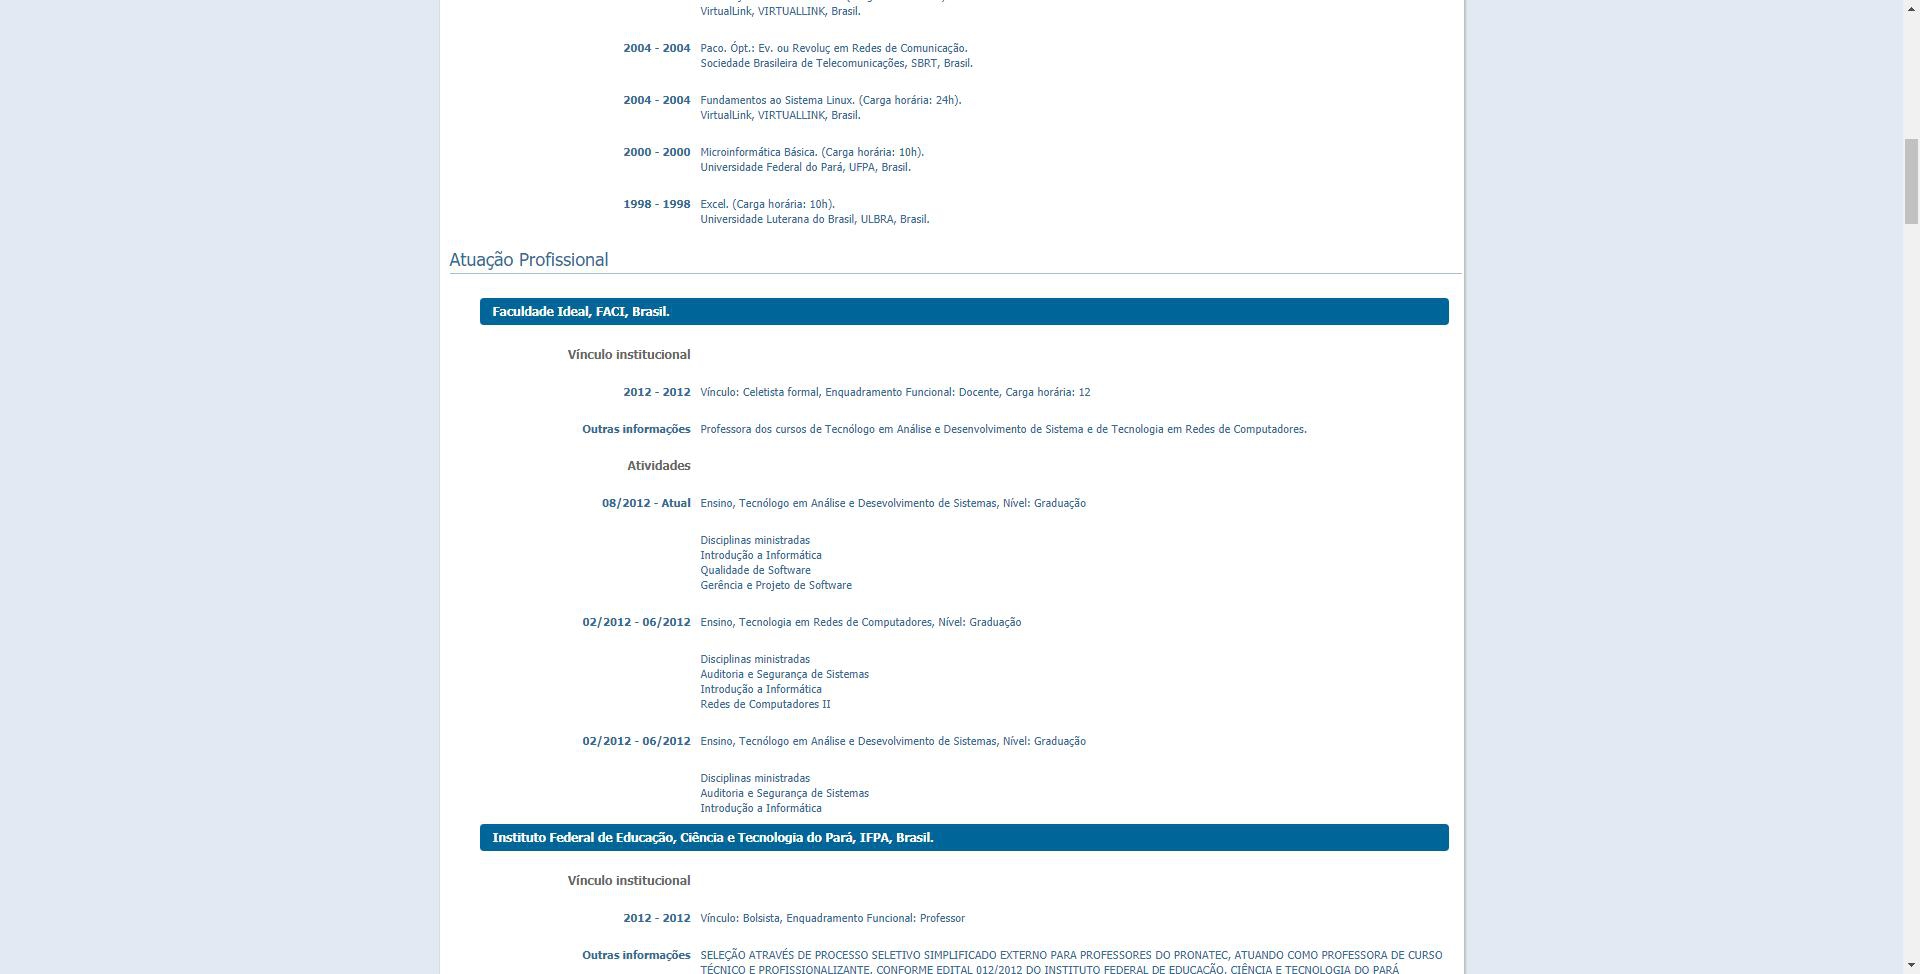 VirtualLink, VIRTUALLINK, Brasil.
2004 - 2004 Paco. Ópt.: Ev. ou Revoluç em Redes de Comunicação.
Sociedade Brasileira de Telecomunicações, SBRT, Brasil.
2004 - 2004 Fundamentos ao Sistema Linux. (Carga horária: 24h).
VirtualLink, VIRTUALLINK, Brasil.
2000 - 2000 Microinformática Básica. (Carga horária: 10h).
Universidade Federal do Pará, UFPA, Brasil.
1998 - 1998 Excel. (Carga horária: 10h).
Universidade Luterana do Brasil, ULBRA, Brasil.
Atuação Profissional
Faculdade Ideal, FACI, Brasil.
Vínculo institucional
2012 - 2012 Vínculo: Celetista formal, Enquadramento Funcional: Docente, Carga horária: 12
Outras informações Professora dos cursos de Tecnólogo em Análise e Desenvolvimento de Sistema e de Tecnologia em Redes de Computadores.
Atividades
08/2012 - Atual Ensino, Tecnólogo em Análise e Desevolvimento de Sistemas, Nível: Graduação
Disciplinas ministradas
Introdução a Informática
Qualidade de Software
Gerência e Projeto de Software
02/2012 - 06/2012 Ensino, Tecnologia em Redes de Computadores, Nível: Graduação
Disciplinas ministradas
Auditoria e Segurança de Sistemas
Introdução a Informática
Redes de Computadores II
02/2012 - 06/2012 Ensino, Tecnólogo em Análise e Desevolvimento de Sistemas, Nível: Graduação
Disciplinas ministradas
Auditoria e Segurança de Sistemas
Introdução a Informática
Instituto Federal de Educação, Ciência e Tecnologia do Pará, IFPA, Brasil.
Vínculo institucional
2012 - 2012 Vínculo: Bolsista, Enquadramento Funcional: Professor
Outras informações SELEÇÃO ATRAVÉS DE PROCESSO SELETIVO SIMPLIFICADO EXTERNO PARA PROFESSORES DO PRONATEC, ATUANDO COMO PROFESSORA DE CURSO
TÉCNICO E PROFISSIONALIZANTE. CONFORME EDITAL 012/2012 DO INSTITUTO FEDERAL DE EDUCAÇÃO. CIÊNCIA E TECNOLOGIA DO PARÁ